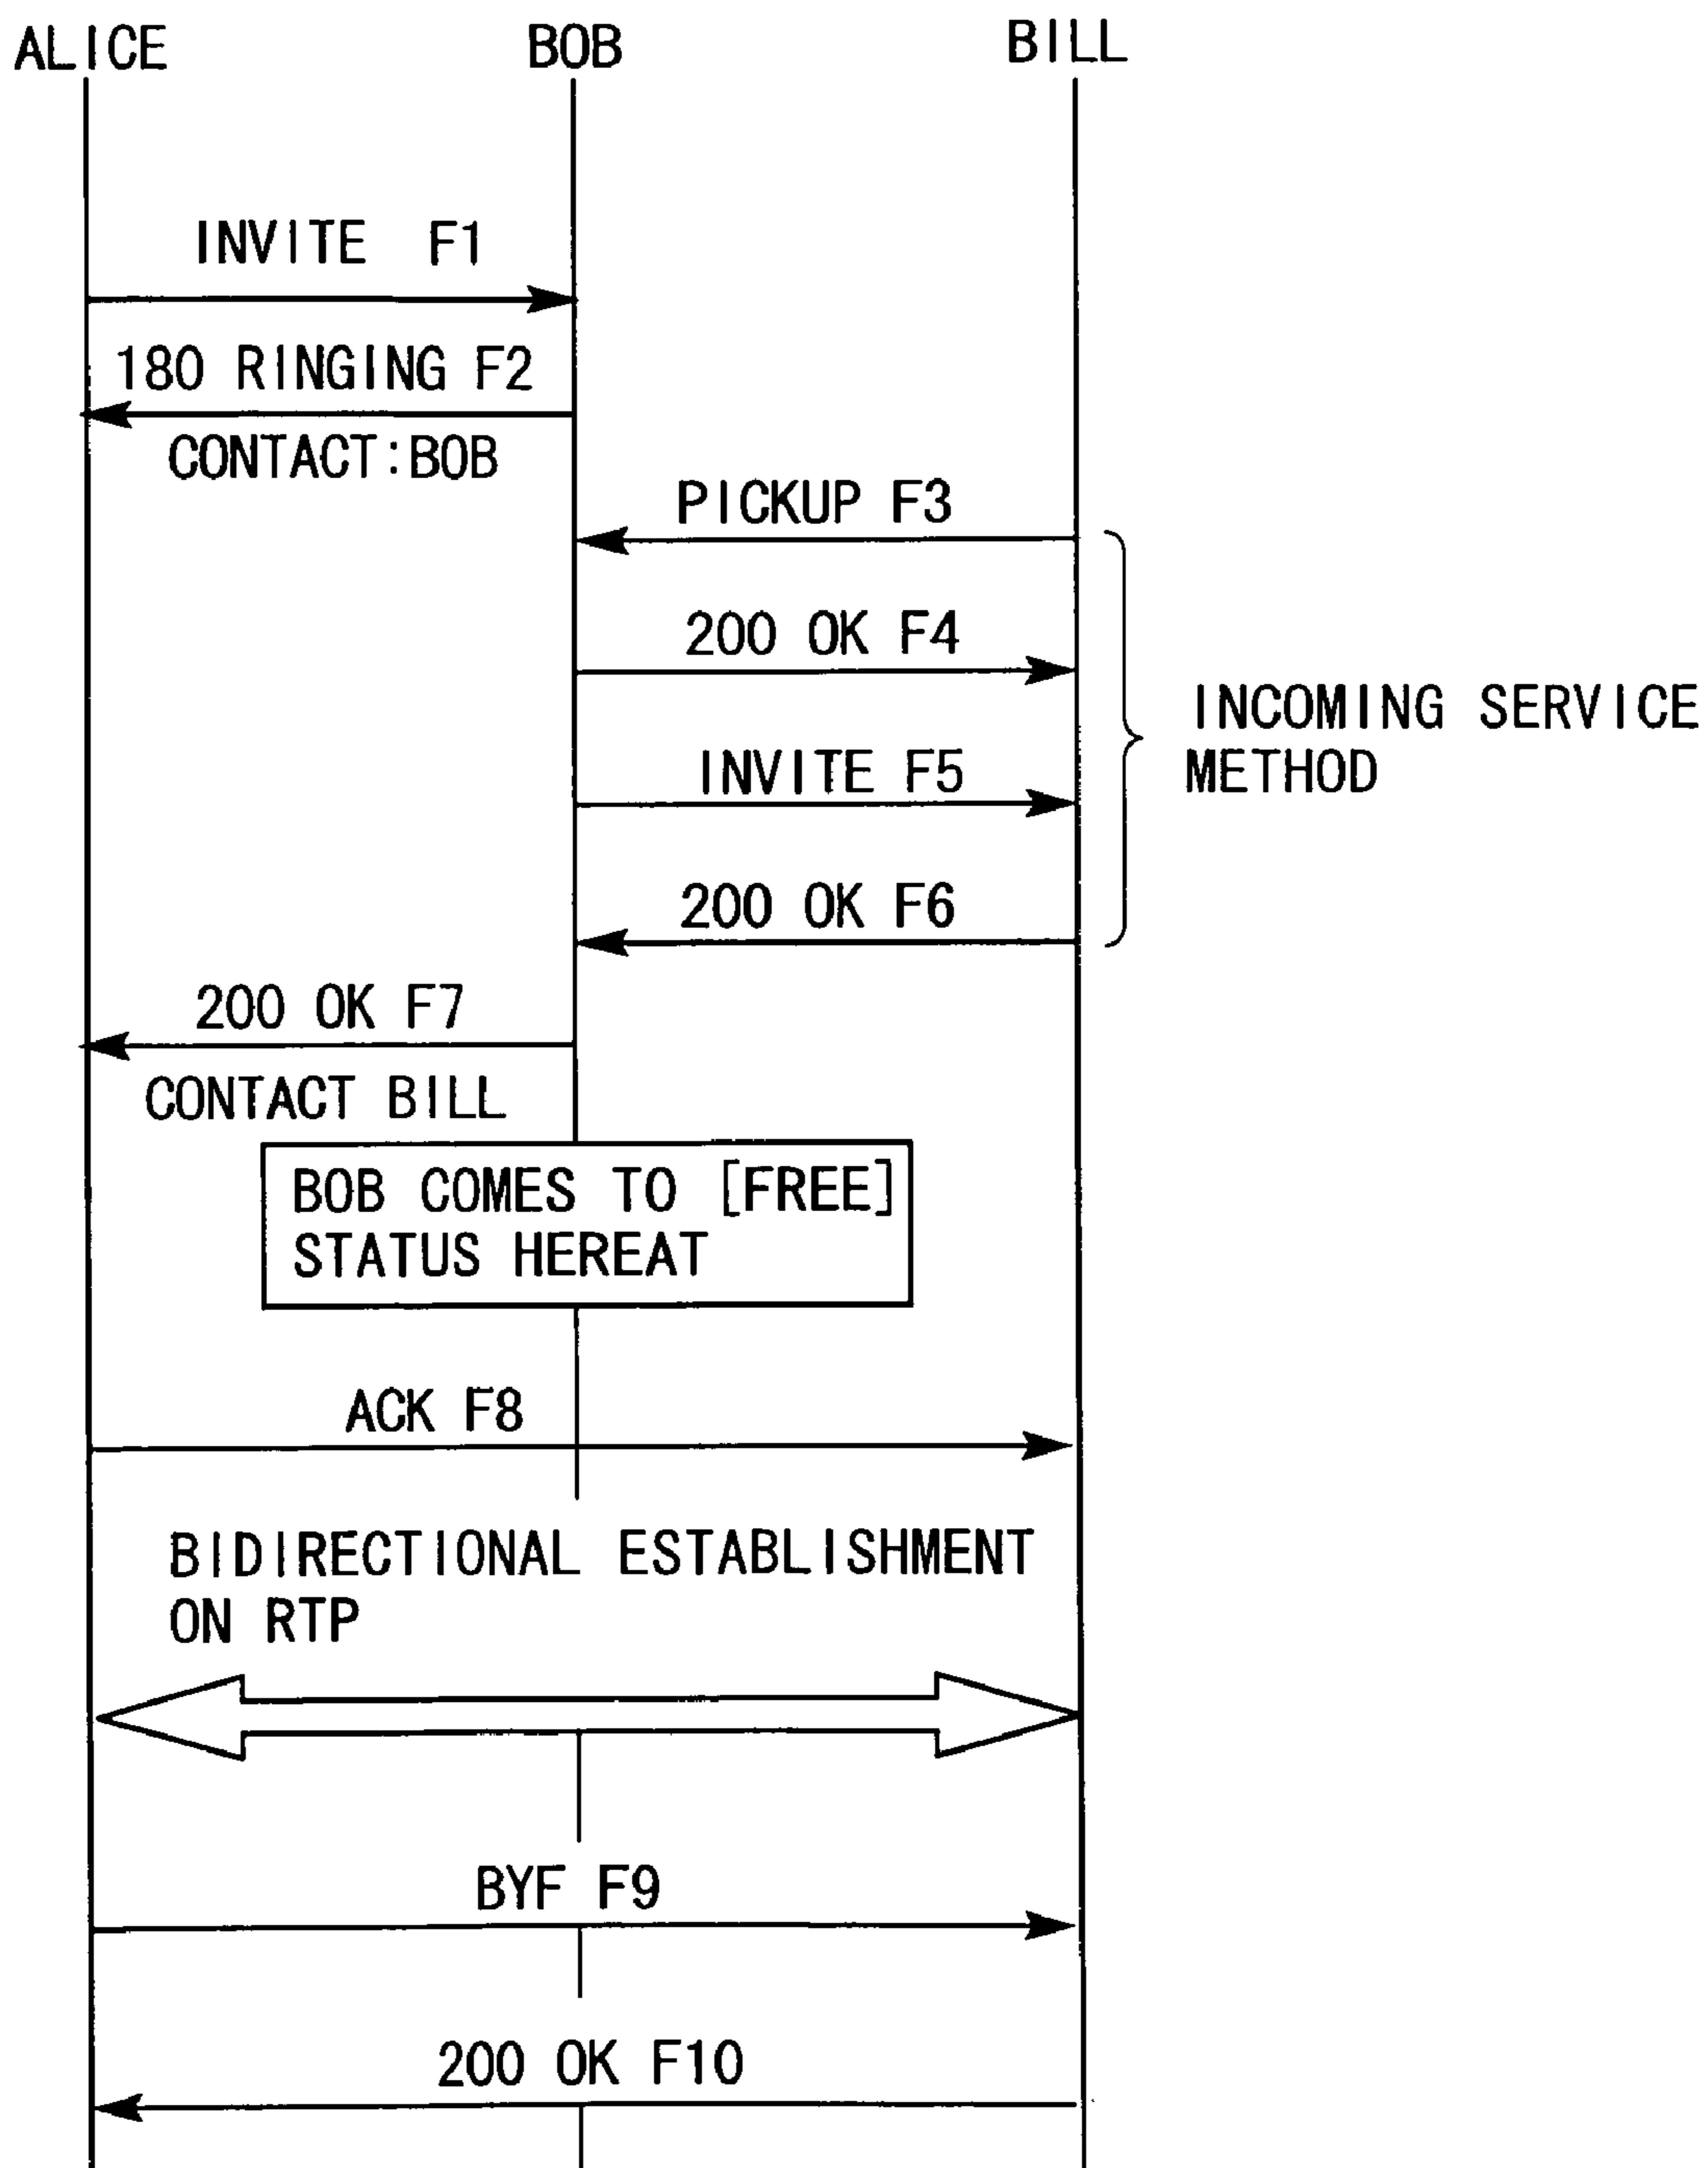 ALICE BOB BILL
INVITE F1
180 RINGING F2
CONTACT:BOB
PICKUP F3
200 OK F4
INVITE F5
200 OK F6
INCOMING SERVICE
METHOD
200 OK F7
CONTACT BILL
BOB COMES TO [FREE]
STATUS HEREAT
ACK F8
BIDIRECTIONAL ESTABLISHMENT
ON RTP
BYF F9
200 OK F10